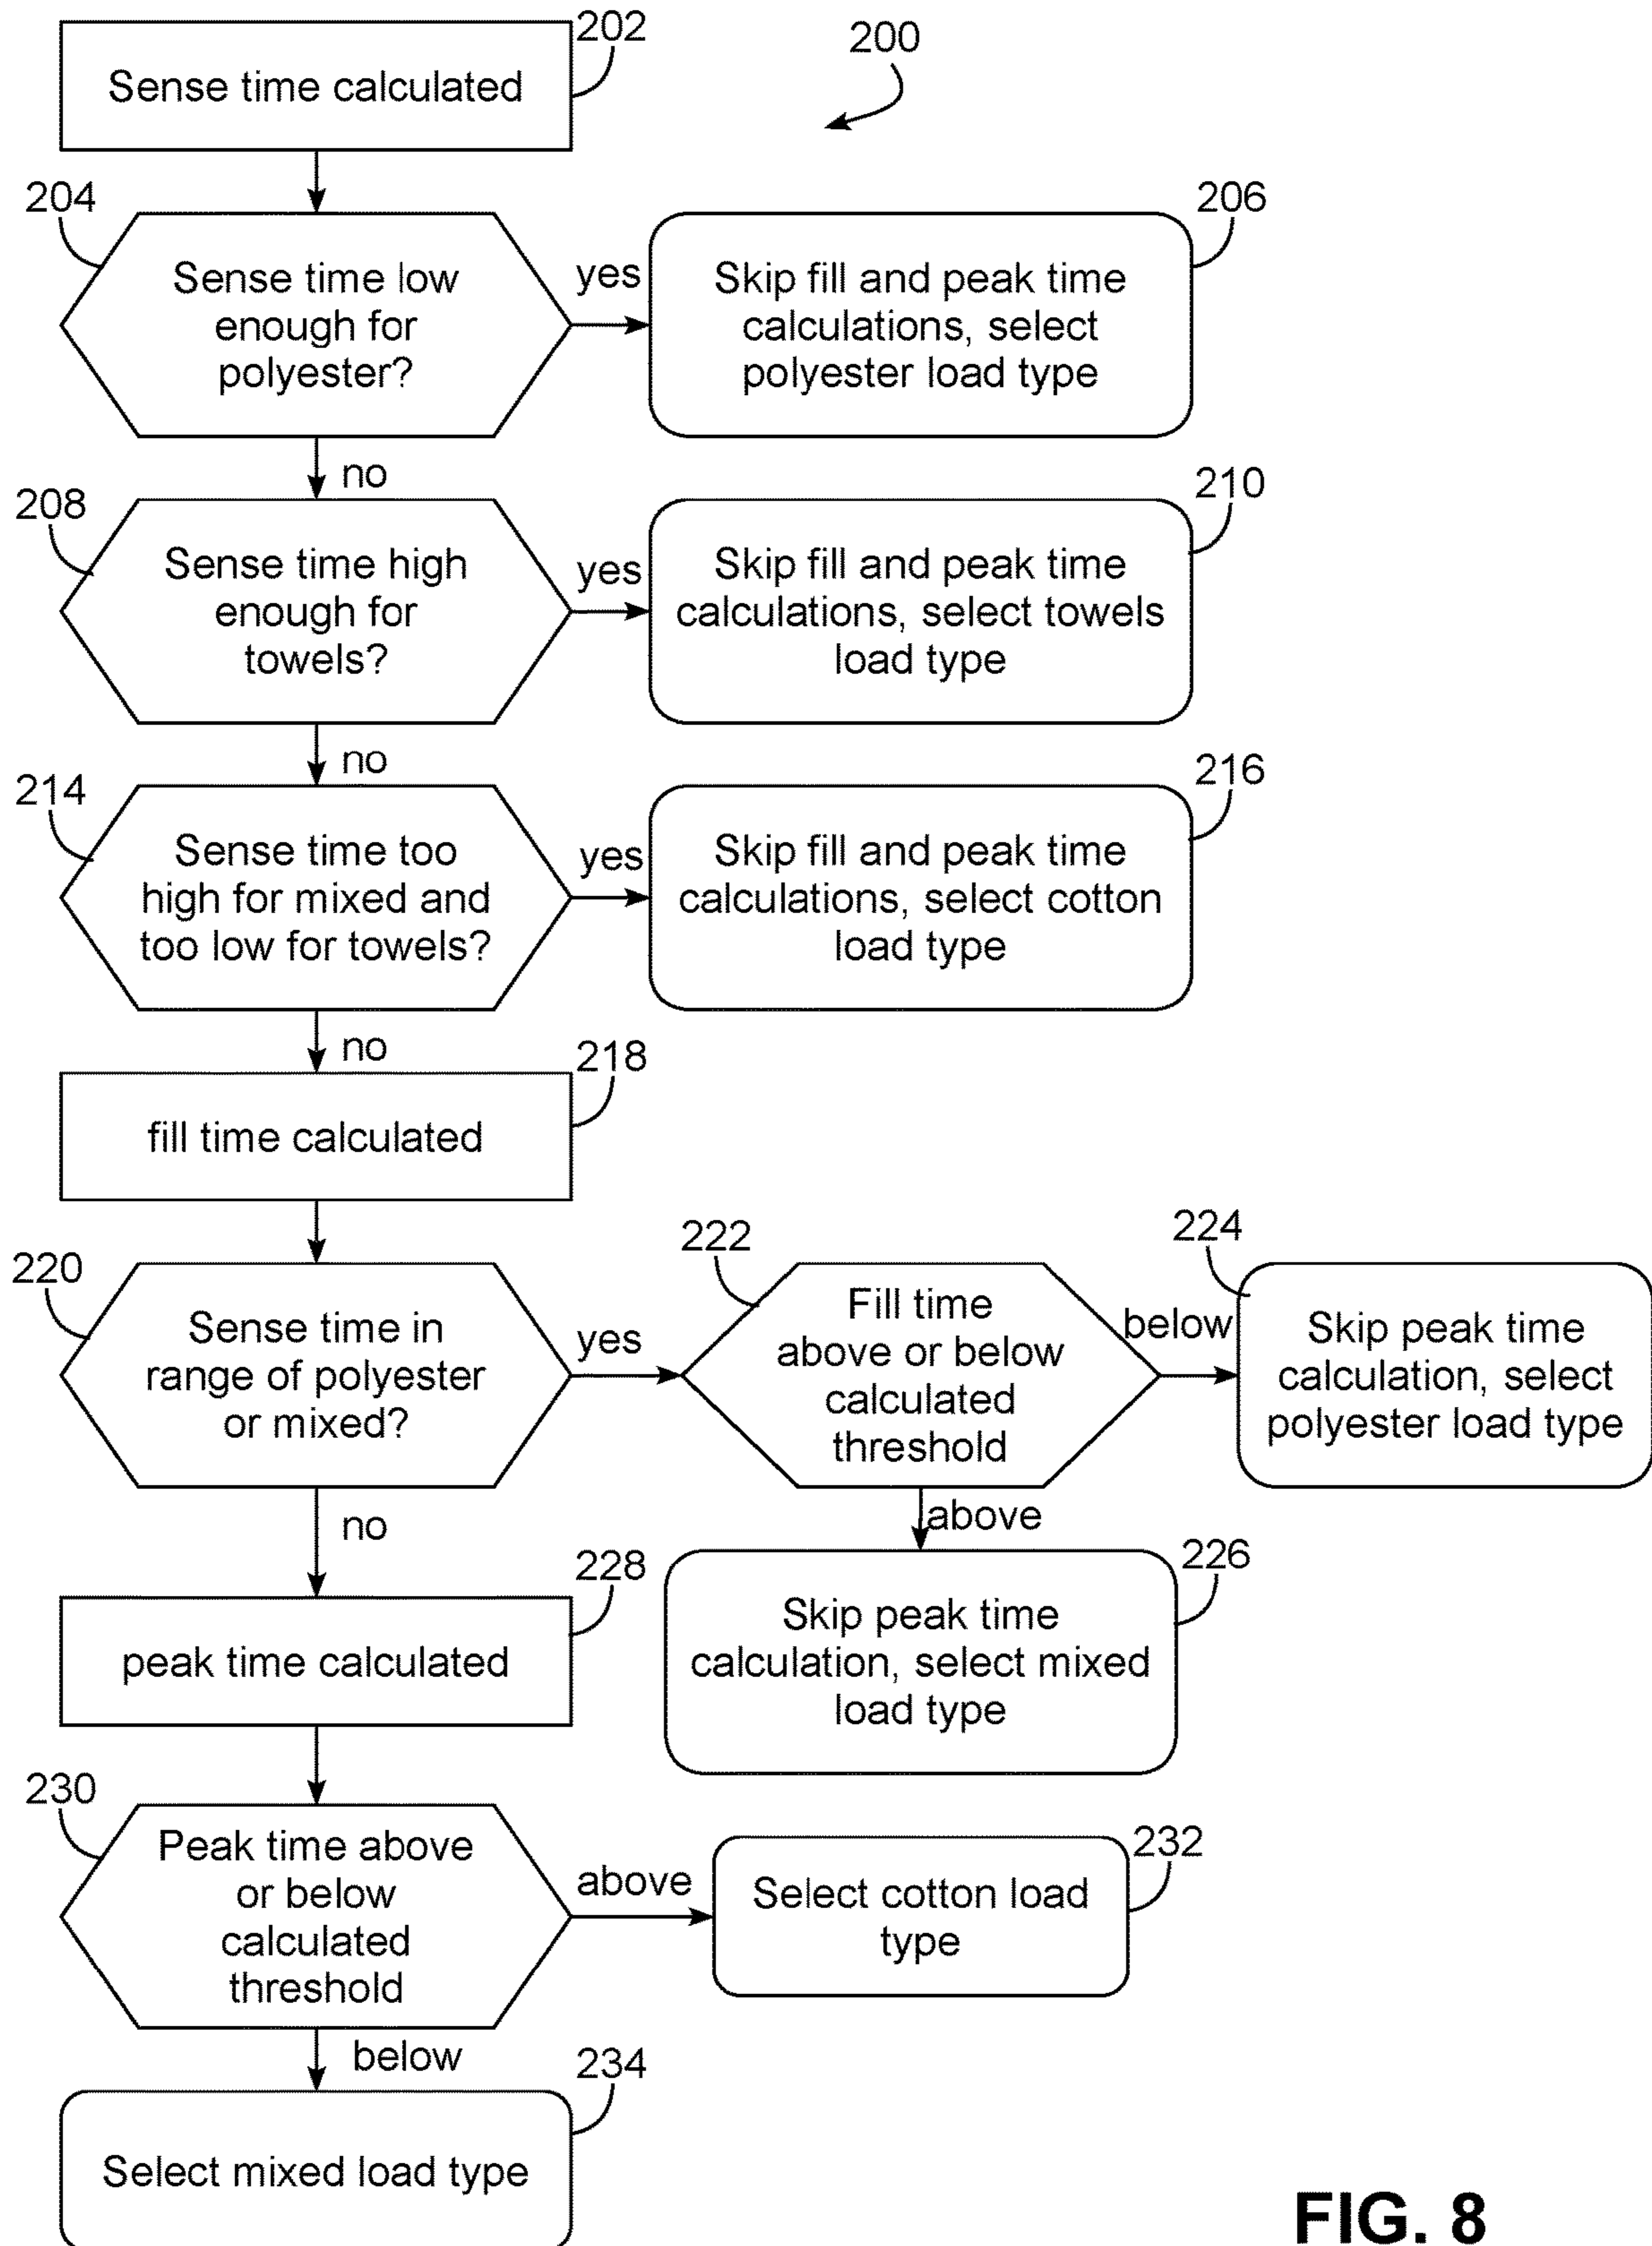 202
200
Sense time calculated
204
206
Sense time low
enough for
polyester?
yes
Skip fill and peak time
calculations, select
polyester load type
no
208
210
Sense time high
enough for
towels?
yes
Skip fill and peak time
calculations, select towels
load type
no
214
216
Sense time too
high for mixed and
too low for towels?
yes
Skip fill and peak time
calculations, select cotton
load type
no
218
fill time calculated
220
222
224
Sense time in
range of polyester
or mixed?
yes
Fill time
above or below
calculated
threshold
below
Skip peak time
calculation, select
polyester load type
no
above
228
226
peak time calculated
Skip peak time
calculation, select mixed
load type
230
232
Peak time above
or below
calculated
threshold
above
Select cotton load
type
below
234
Select mixed load type
FIG. 8